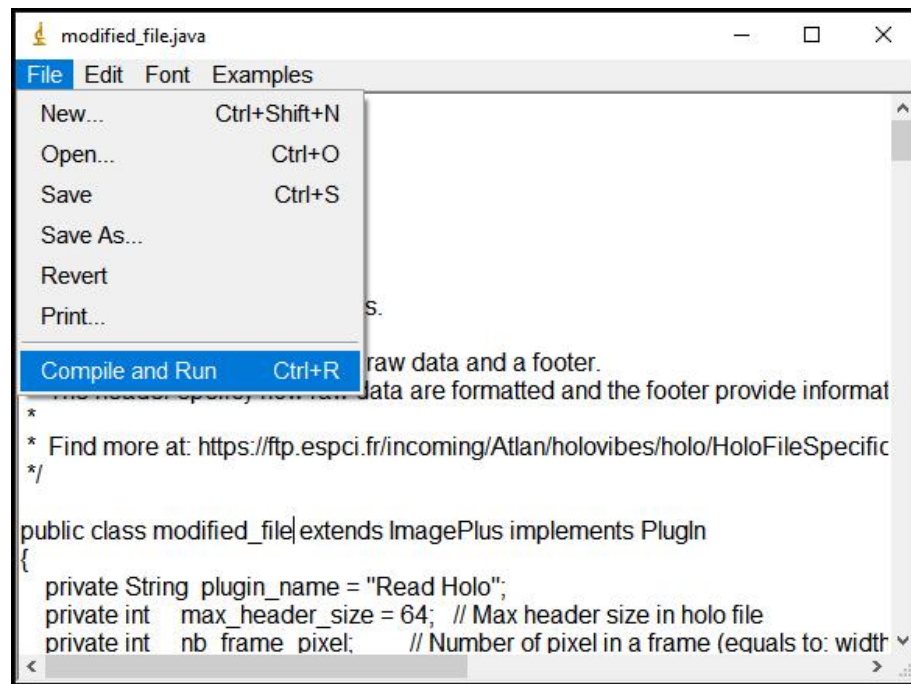 modified_file.java
File Edit Font Examples
New... Ctrl+Shift+N
Open... Ctrl+O
Save Ctrl+S
Save As...
Revert
Print...
s.
Compile and Run Ctrl+R
raw data and a footer.
data are formatted and the footer provide informat
*
* Find more at: https://ftp.espci.fr/incoming/Atlan/holovibes/holo/HoloFileSpecific
*/
public class modified_file extends ImagePlus implements PlugIn
{
private String plugin_name = "Read Holo";
private int max_header_size = 64; // Max header size in holo file
private int nb_frame_pixel; // Number of pixel in a frame (equals to: width